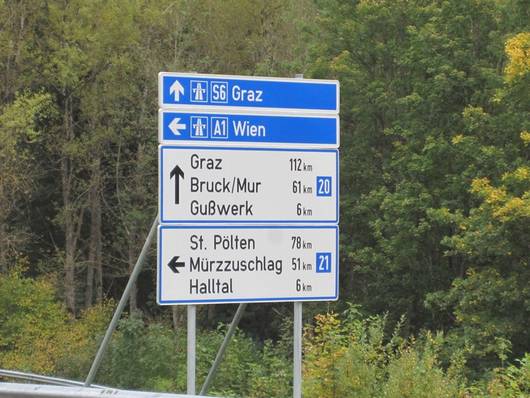 S6 Graz
A1 Wien
Graz 112 km
Bruck/Mur 61 km 20
Gußwerk 6 km
St. Pölten 78 km
Mürzzuschlag 51 km 21
Halltal 6 km